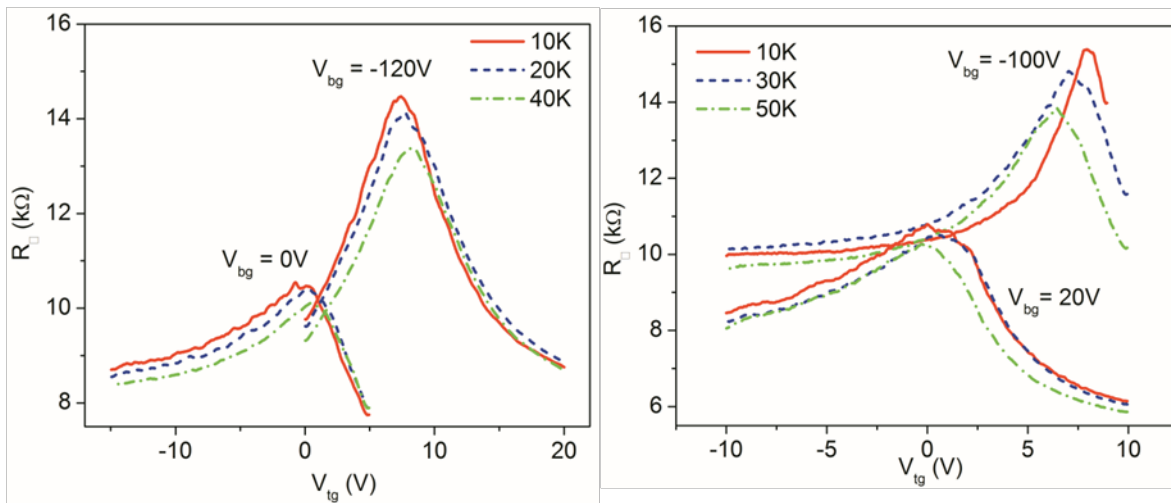 16
14
12
10
8
R□ (kΩ)
-10
0
10
20
Vtg (V)
Vbg = -120V
Vbg = 0V
10K
20K
40K
16
14
12
10
8
6
R□ (kΩ)
-10
-5
0
5
10
Vtg (V)
10K
30K
50K
Vbg = -100V
Vbg = 20V